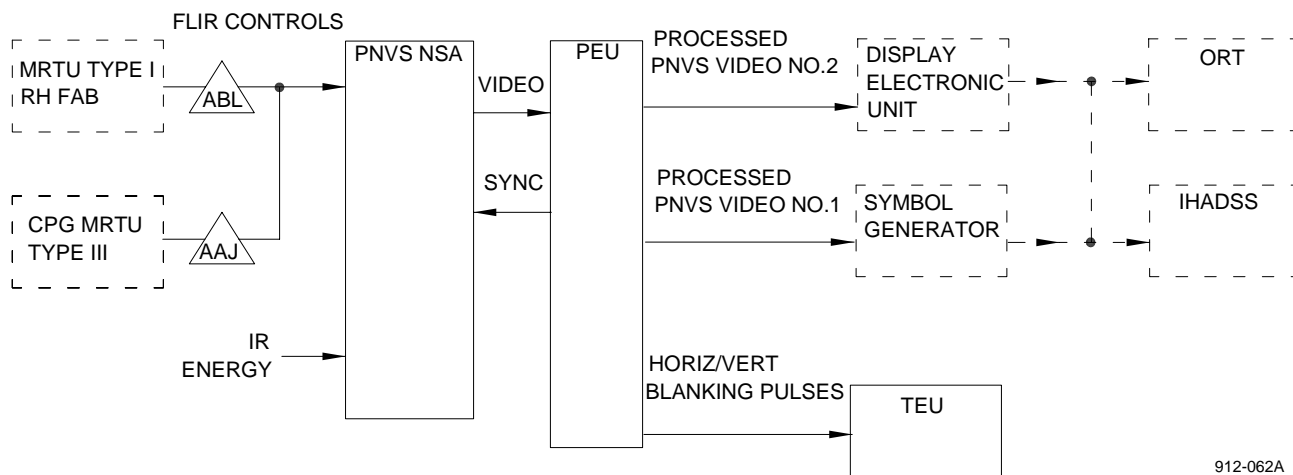 FLIR CONTROLS
MRTU TYPE I
RH FAB
ABL
CPG MRTU
TYPE III
AAJ
IR
ENERGY
PNVS NSA
VIDEO
SYNC
PEU
PROCESSED
PNVS VIDEO NO.2
PROCESSED
PNVS VIDEO NO.1
HORIZ/VERT
BLANKING PULSES
DISPLAY
ELECTRONIC
UNIT
SYMBOL
GENERATOR
TEU
ORT
IHADSS
912-062A